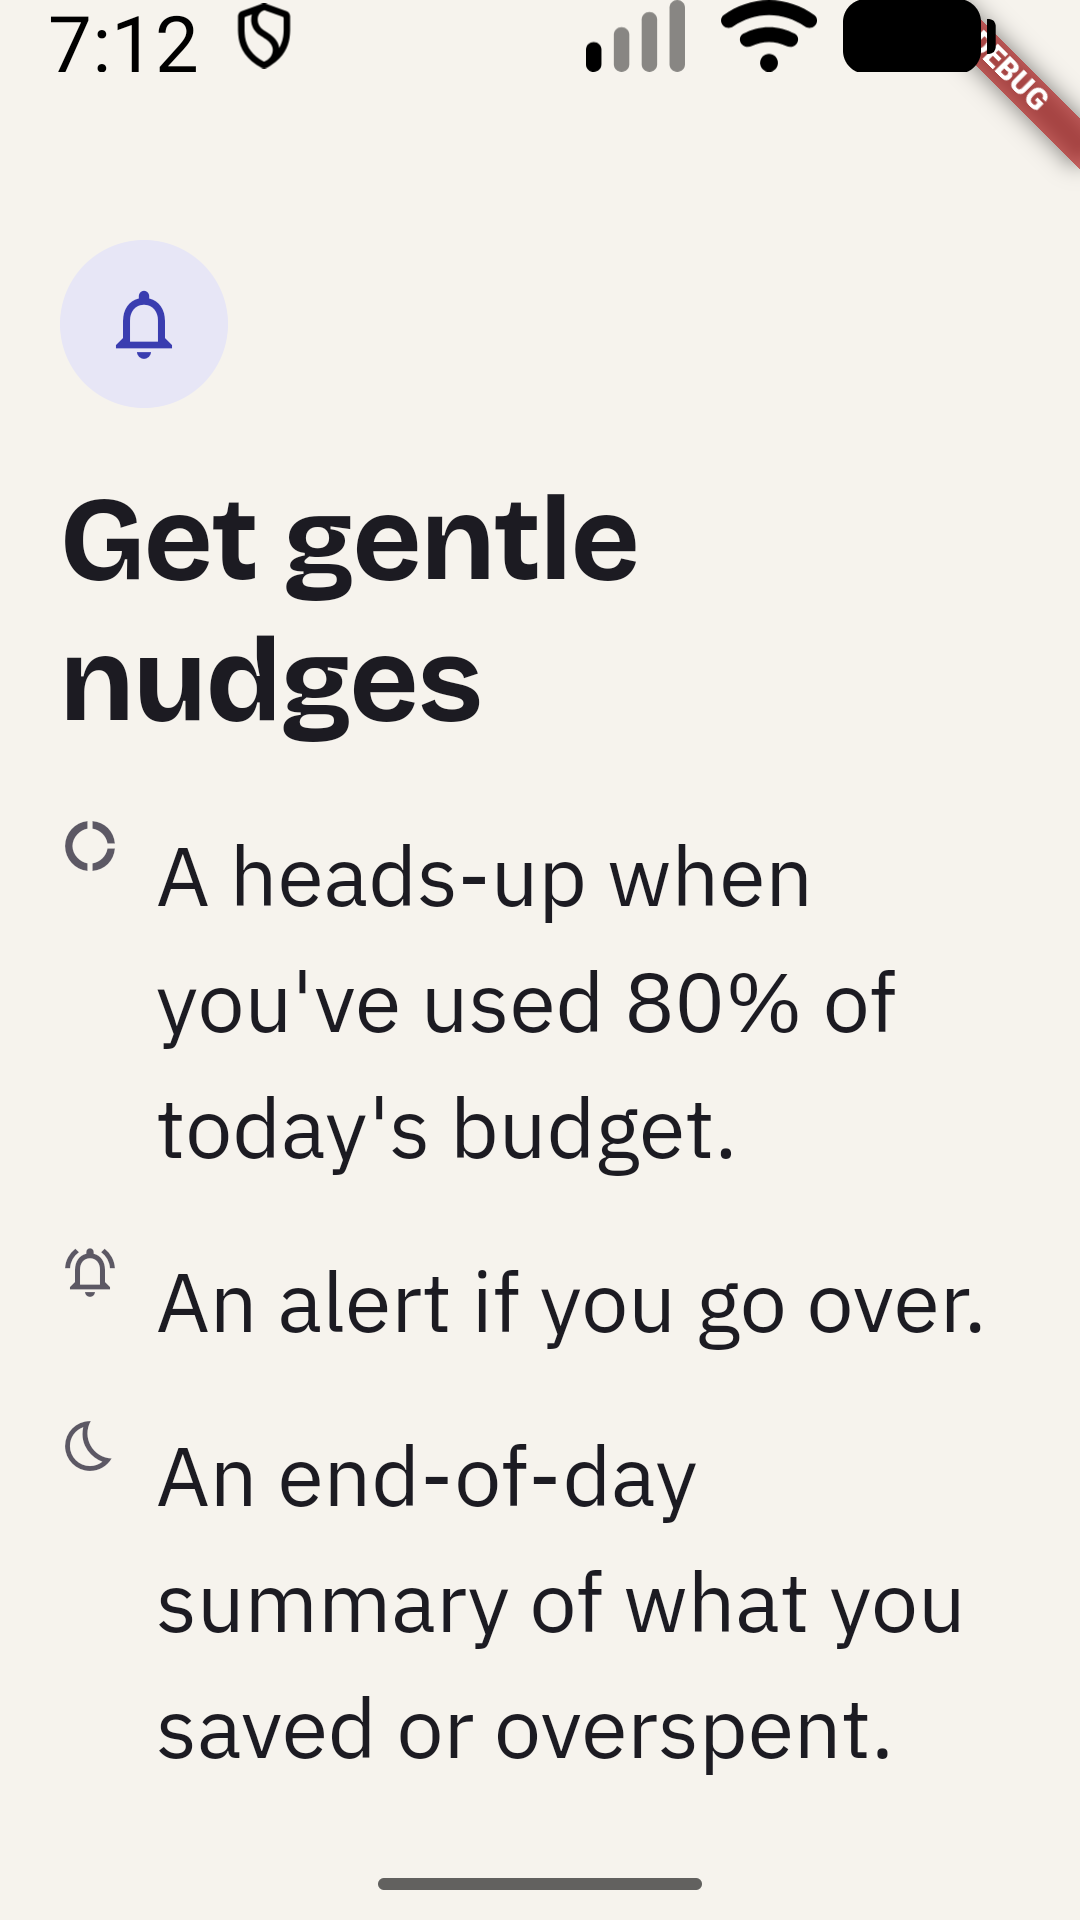 7:12
DEBUG
Get gentle
nudges
A heads-up when
you've used 80% of
today's budget.
An alert if you go over.
An end-of-day
summary of what you
saved or overspent.